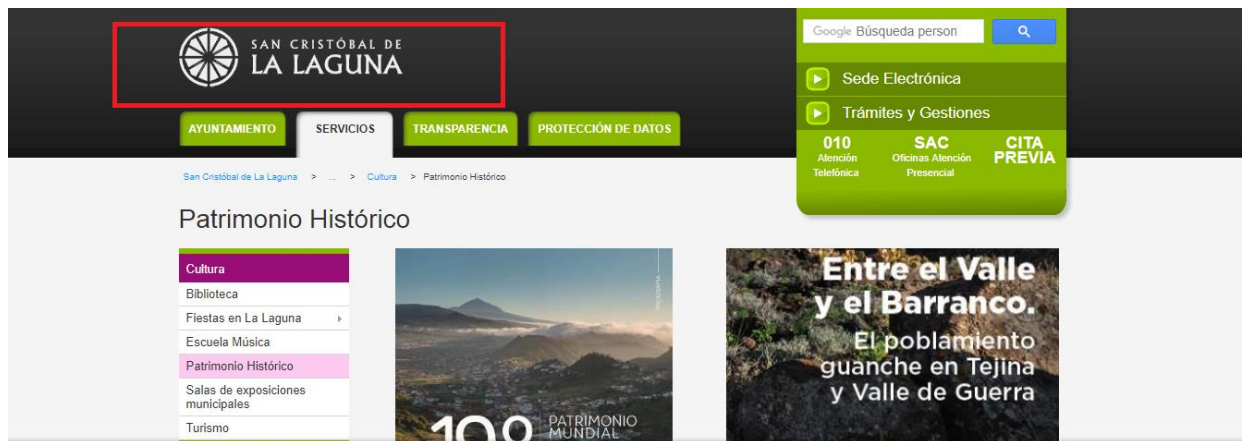 SAN CRISTÓBAL DE
LA LAGUNA
Google Búsqueda person
Sede Electrónica
Trámites y Gestiones
AYUNTAMIENTO
SERVICIOS
TRANSPARENCIA
PROTECCIÓN DE DATOS
010
Atención
Telefónica
SAC
Oficinas Atención
Presencial
CITA
PREVIA
San Cristóbal de La Laguna > ... > Cultura > Patrimonio Histórico
Patrimonio Histórico
Cultura
Biblioteca
Fiestas en La Laguna
Escuela Música
Patrimonio Histórico
Salas de exposiciones
municipales
Turismo
PATRIMONIO
MUNDIAL
Entre el Valle
y el Barranco.
El poblamiento
guanche en Tejina
y Valle de Guerra